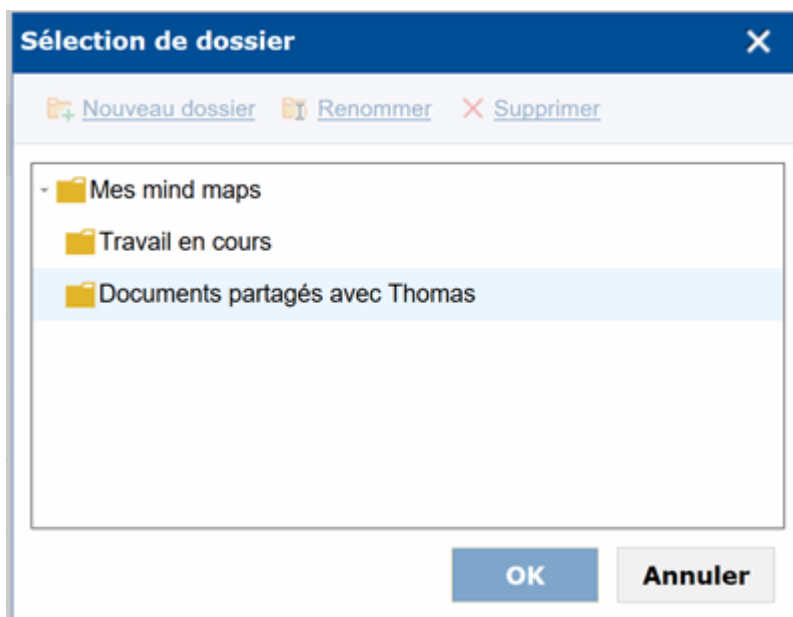 Sélection de dossier
Nouveau dossier Renommer Supprimer
Mes mind maps
Travail en cours
Documents partagés avec Thomas
OK Annuler